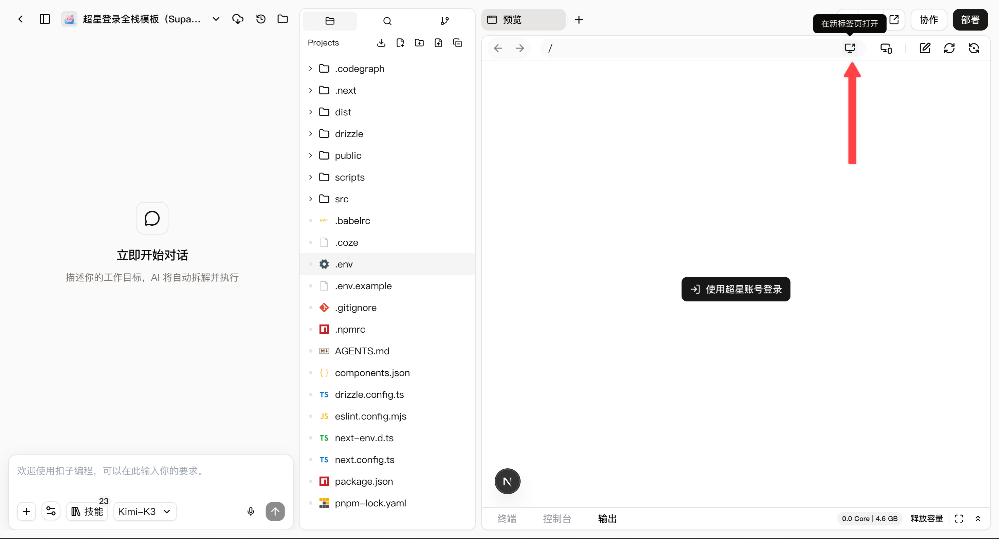 超星登录全栈模板（Supa...
预览
在新标签页打开
协作
部署
Projects
/
.codegraph
.next
dist
drizzle
public
scripts
src
BABEL
.babelrc
.coze
.env
.env.example
.gitignore
.npmrc
M↓
AGENTS.md
{ }
components.json
TS
drizzle.config.ts
JS
eslint.config.mjs
TS
next-env.d.ts
TS
next.config.ts
package.json
pnpm-lock.yaml
立即开始对话
描述你的工作目标，AI 将自动拆解并执行
使用超星账号登录
N
欢迎使用扣子编程，可以在此输入你的要求。
技能
23
Kimi-K3
终端
控制台
输出
0.0 Core | 4.6 GB
释放容量